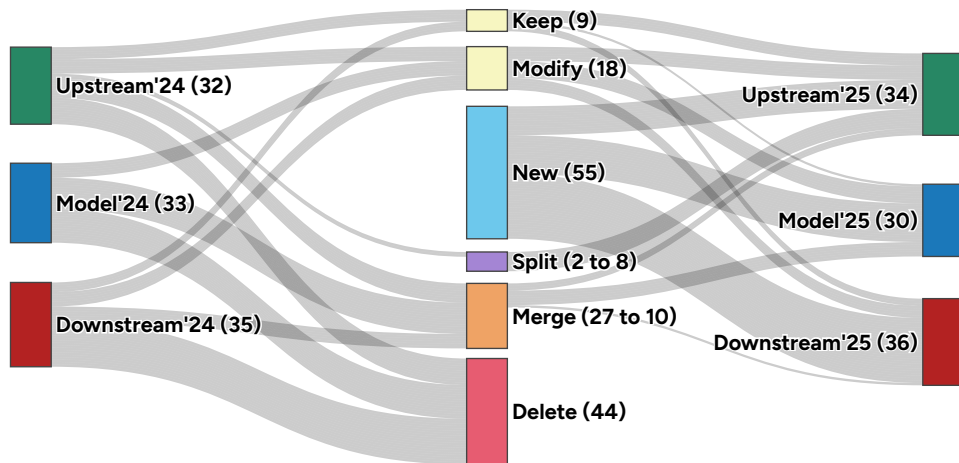 Keep (9)
Upstream'24 (32)
Modify (18)
Upstream'25 (34)
New (55)
Model'24 (33)
Model'25 (30)
Split (2 to 8)
Downstream'24 (35)
Merge (27 to 10)
Downstream'25 (36)
Delete (44)